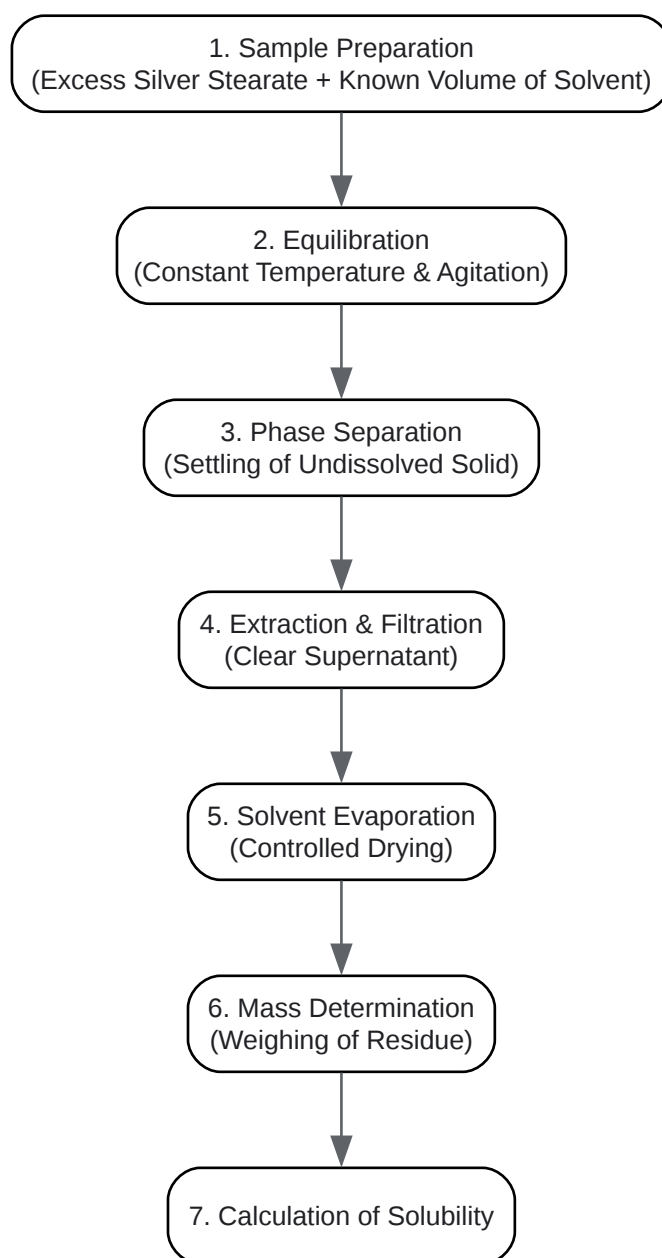 1. Sample Preparation
(Excess Silver Stearate + Known Volume of Solvent)
2. Equilibration
(Constant Temperature & Agitation)
3. Phase Separation
(Settling of Undissolved Solid)
4. Extraction & Filtration
(Clear Supernatant)
5. Solvent Evaporation
(Controlled Drying)
6. Mass Determination
(Weighing of Residue)
7. Calculation of Solubility